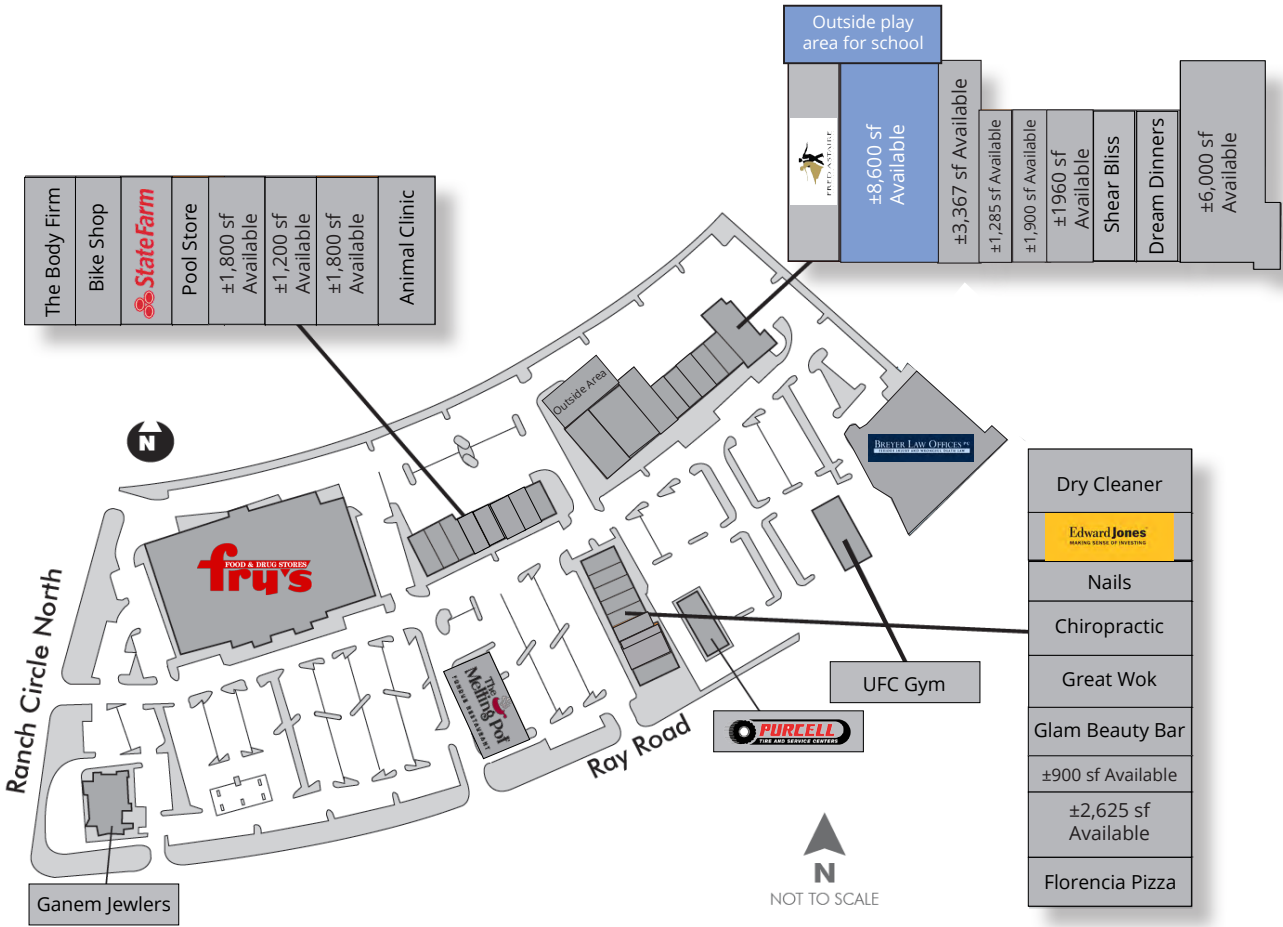 Outside play
area for school
FRED ASTAIRE
±8,600 sf
Available
±3,367 sf Available
±1,285 sf Available
±1,900 sf Available
±1960 sf
Available
Shear Bliss
Dream Dinners
±6,000 sf
Available
The Body Firm
Bike Shop
StateFarm
Pool Store
±1,800 sf
Available
±1,200 sf
Available
±1,800 sf
Available
Animal Clinic
Outside Area
N
BREYER LAW OFFICES PC
fry's
FOOD & DRUG STORES
Dry Cleaner
Edward Jones
MAKING SENSE OF INVESTING
Nails
Chiropractic
Great Wok
Glam Beauty Bar
±900 sf Available
±2,625 sf
Available
Florencia Pizza
Ranch Circle North
The
Melting Pot
FONDUE RESTAURANT
UFC Gym
PURCELL
TIRE AND SERVICE CENTERS
Ray Road
Ganem Jewlers
N
NOT TO SCALE